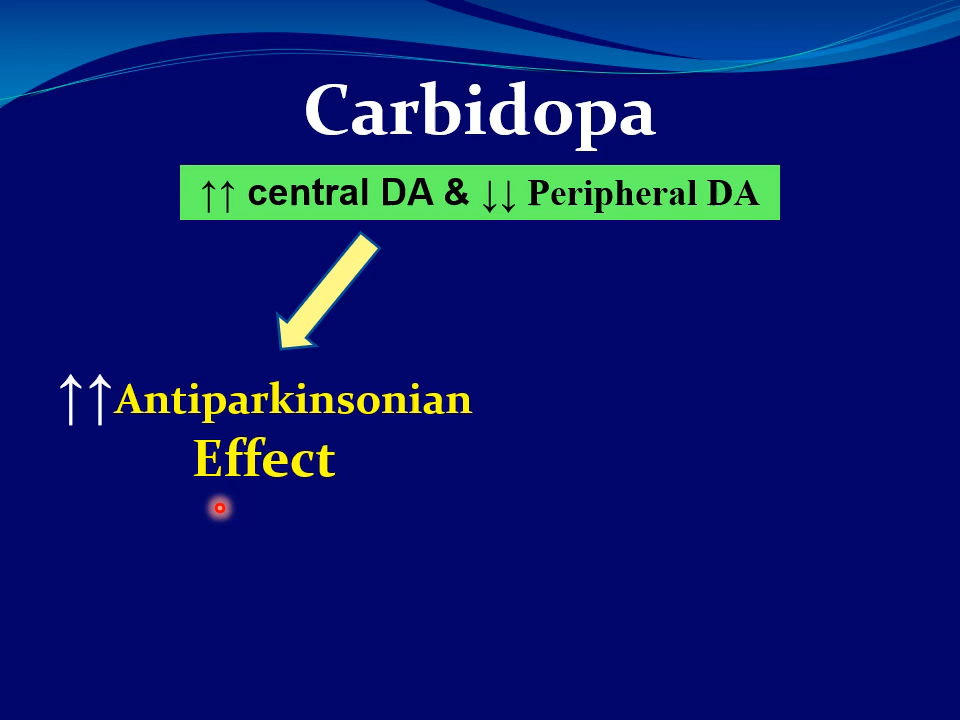 Carbidopa
↑↑ central DA & ↓↓ Peripheral DA
↑↑Antiparkinsonian
Effect